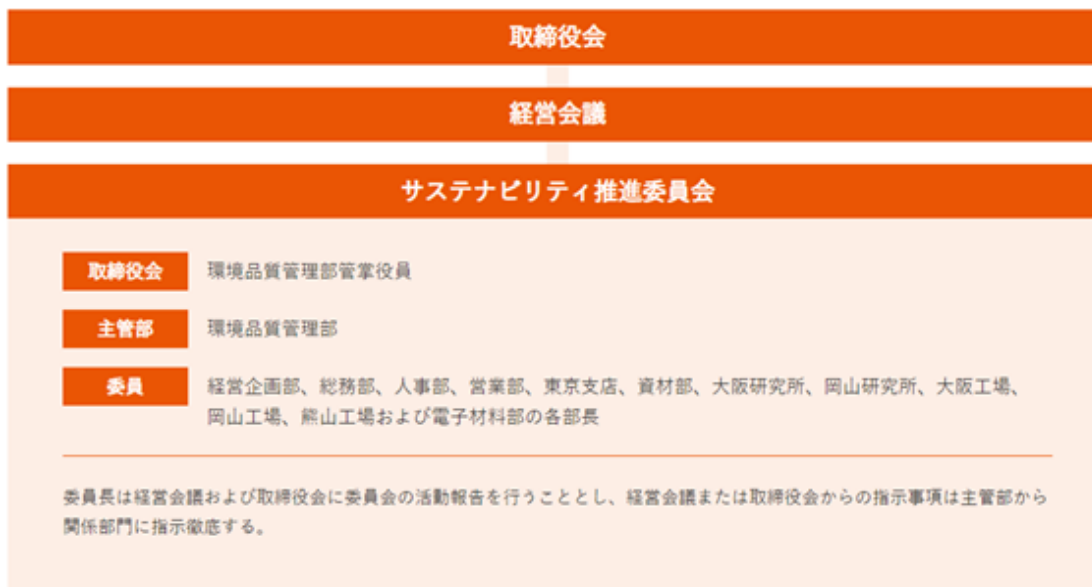 取締役会
経営会議
サステナビリティ推進委員会
取締役会 環境品質管理部管掌役員
主管部 環境品質管理部
委員 経営企画部、総務部、人事部、営業部、東京支店、資材部、大阪研究所、岡山研究所、大阪工場、
岡山工場、熊山工場および電子材料部の各部長
委員長は経営会議および取締役会に委員会の活動報告を行うこととし、経営会議または取締役会からの指示事項は主管部から
関係部門に指示徹底する。